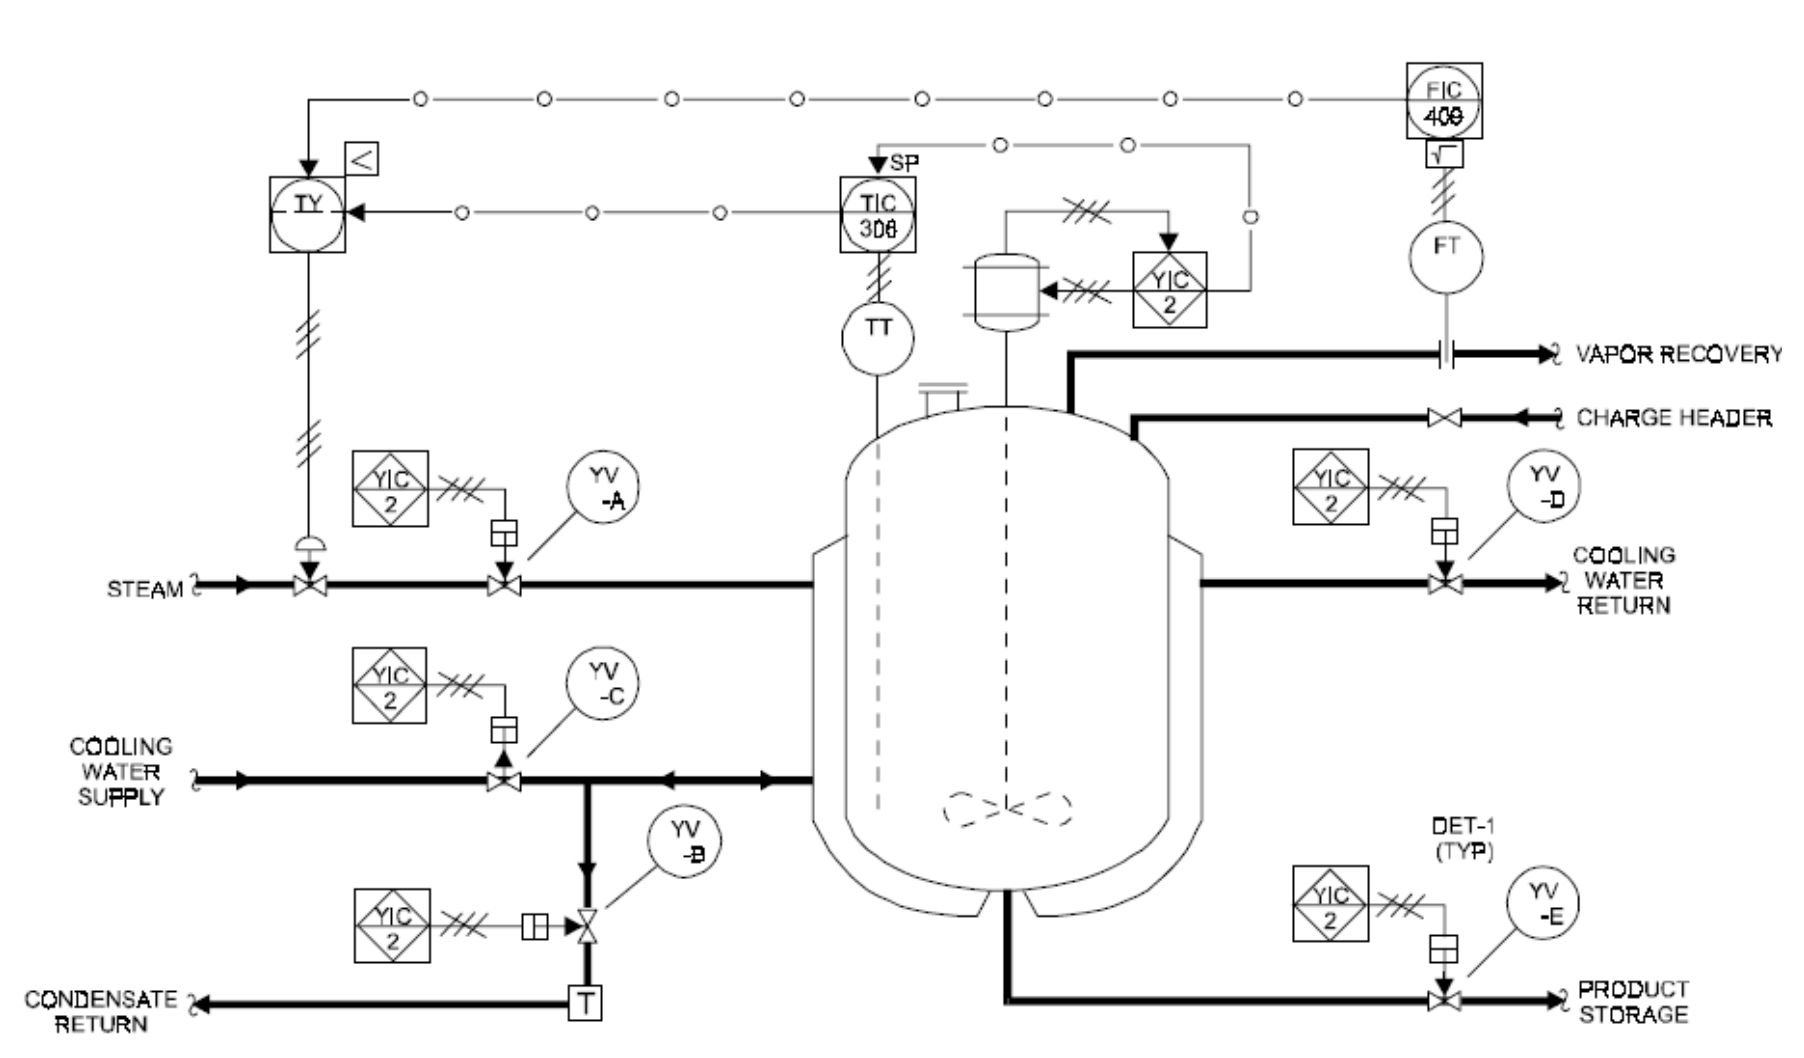 FIC
409
<
SP
TY
TIC
306
√
FT
YIC
2
TT
VAPOR RECOVERY
CHARGE HEADER
YIC
2
YV
-A
YIC
2
YV
-D
STEAM
COOLING
WATER
RETURN
YIC
2
YV
-C
COOLING
WATER
SUPPLY
YV
-B
DET-1
(TYP)
YIC
2
YIC
2
YV
-E
CONDENSATE
RETURN
T
PRODUCT
STORAGE